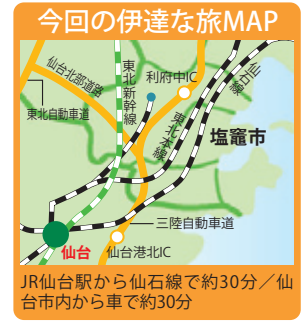 今回の伊達な旅MAP
仙台北部道路
東北新幹線
利府中IC
仙石線
東北自動車道
東北本線
塩竈市
三陸自動車道
仙台
仙台港北IC
JR仙台駅から仙石線で約30分／仙
台市内から車で約30分